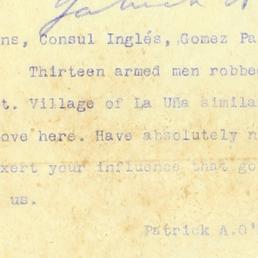 Patrick
ns, Consul Inglés, Gomez Pa
Thirteen armed men robbe
t. Village of La Uña simila
ove here. Have absolutely n
xert your influence that go
us.
Patrick A.O'